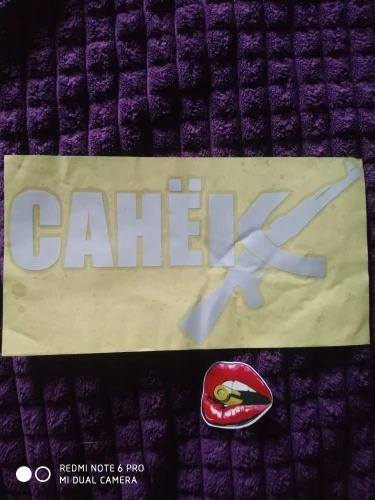 САНЁК
REDMI NOTE 6 PRO
MI DUAL CAMERA